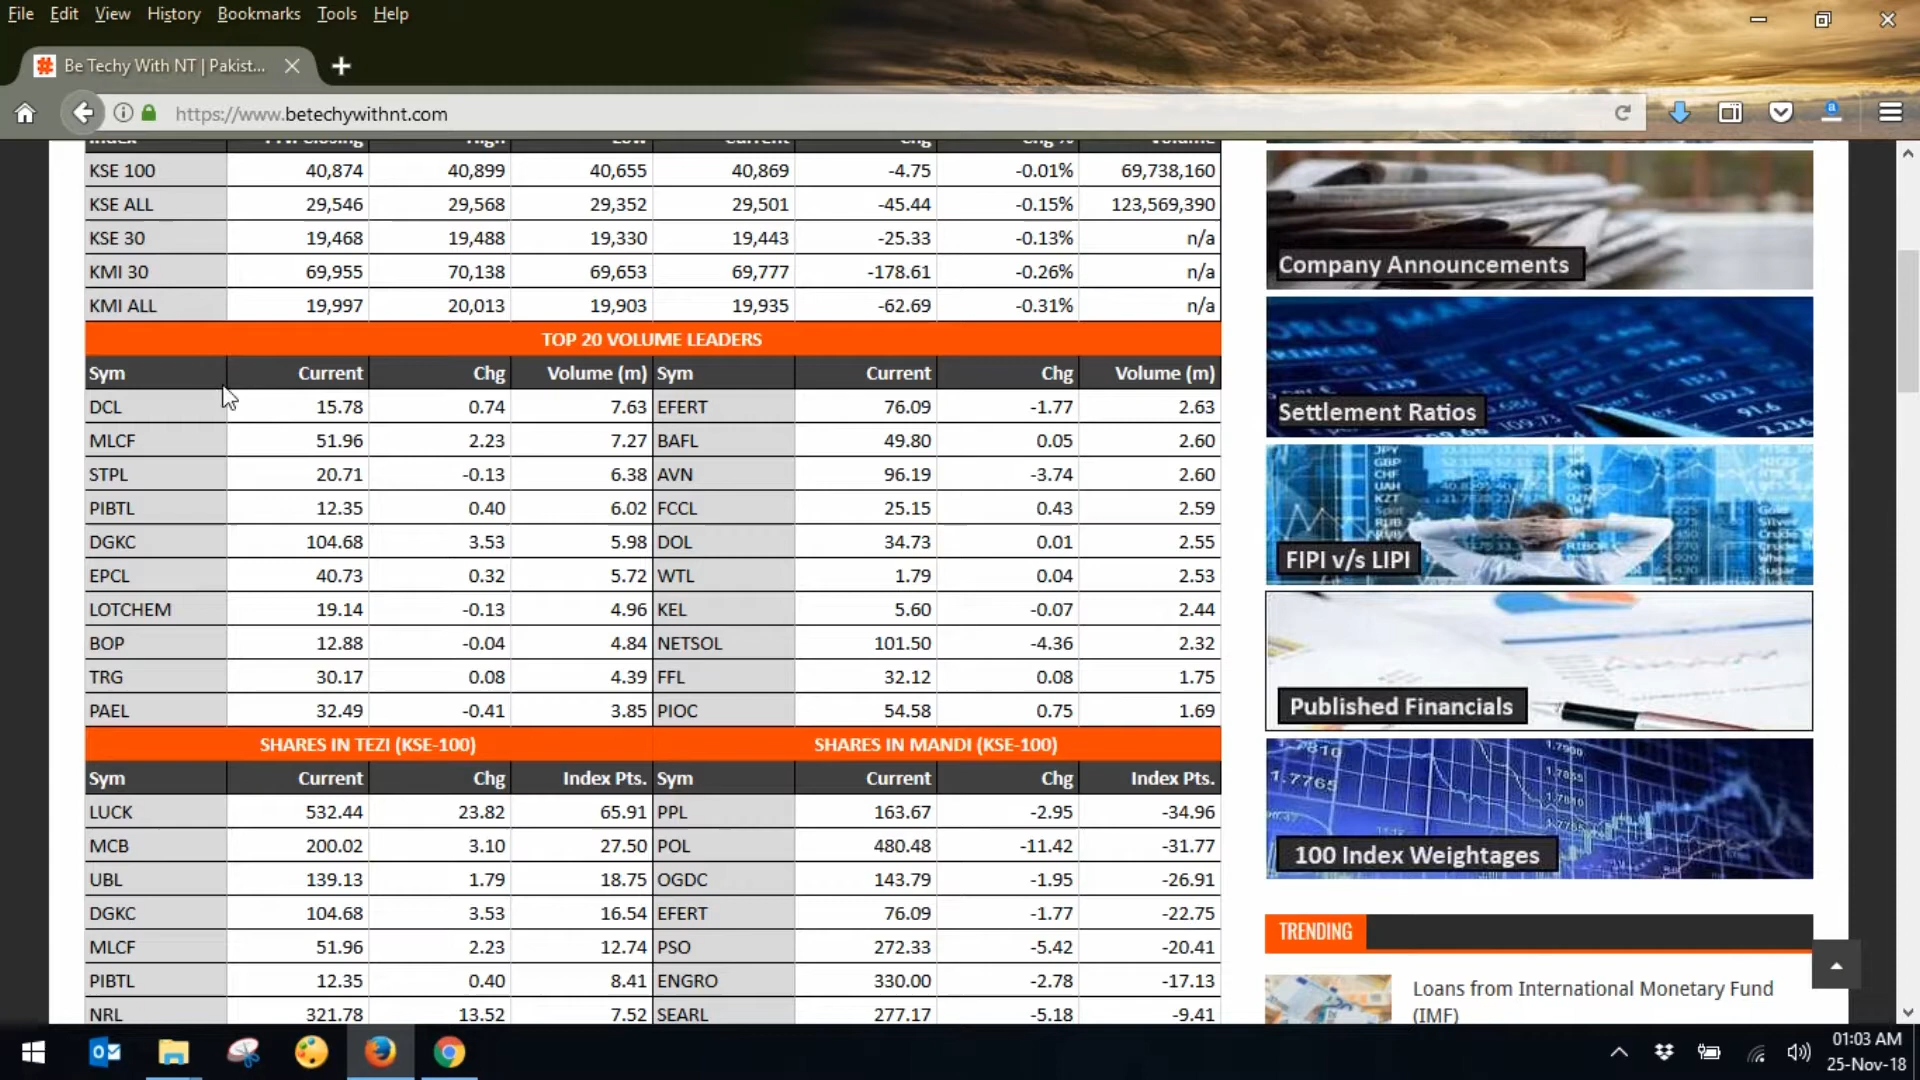 File Edit View History Bookmarks Tools Help
Be Techy With NT | Pakist...
https://www.betechywithnt.com
Index Prv. Closing High Low Current Chg Chg % Volume
KSE 100 40,874 40,899 40,655 40,869 -4.75 -0.01% 69,738,160
KSE ALL 29,546 29,568 29,352 29,501 -45.44 -0.15% 123,569,390
KSE 30 19,468 19,488 19,330 19,443 -25.33 -0.13% n/a
KMI 30 69,955 70,138 69,653 69,777 -178.61 -0.26% n/a
KMI ALL 19,997 20,013 19,903 19,935 -62.69 -0.31% n/a
TOP 20 VOLUME LEADERS
Sym Current Chg Volume (m) Sym Current Chg Volume (m)
DCL 15.78 0.74 7.63 EFERT 76.09 -1.77 2.63
MLCF 51.96 2.23 7.27 BAFL 49.80 0.05 2.60
STPL 20.71 -0.13 6.38 AVN 96.19 -3.74 2.60
PIBTL 12.35 0.40 6.02 FCCL 25.15 0.43 2.59
DGKC 104.68 3.53 5.98 DOL 34.73 0.01 2.55
EPCL 40.73 0.32 5.72 WTL 1.79 0.04 2.53
LOTCHEM 19.14 -0.13 4.96 KEL 5.60 -0.07 2.44
BOP 12.88 -0.04 4.84 NETSOL 101.50 -4.36 2.32
TRG 30.17 0.08 4.39 FFL 32.12 0.08 1.75
PAEL 32.49 -0.41 3.85 PIOC 54.58 0.75 1.69
SHARES IN TEZI (KSE-100) SHARES IN MANDI (KSE-100)
Sym Current Chg Index Pts. Sym Current Chg Index Pts.
LUCK 532.44 23.82 65.91 PPL 163.67 -2.95 -34.96
MCB 200.02 3.10 27.50 POL 480.48 -11.42 -31.77
UBL 139.13 1.79 18.75 OGDC 143.79 -1.95 -26.91
DGKC 104.68 3.53 16.54 EFERT 76.09 -1.77 -22.75
MLCF 51.96 2.23 12.74 PSO 272.33 -5.42 -20.41
PIBTL 12.35 0.40 8.41 ENGRO 330.00 -2.78 -17.13
NRL 321.78 13.52 7.52 SEARL 277.17 -5.18 -9.41
Company Announcements
Settlement Ratios
FIPI v/s LIPI
Published Financials
100 Index Weightages
TRENDING
Loans from International Monetary Fund
(IMF)
01:03 AM
25-Nov-18